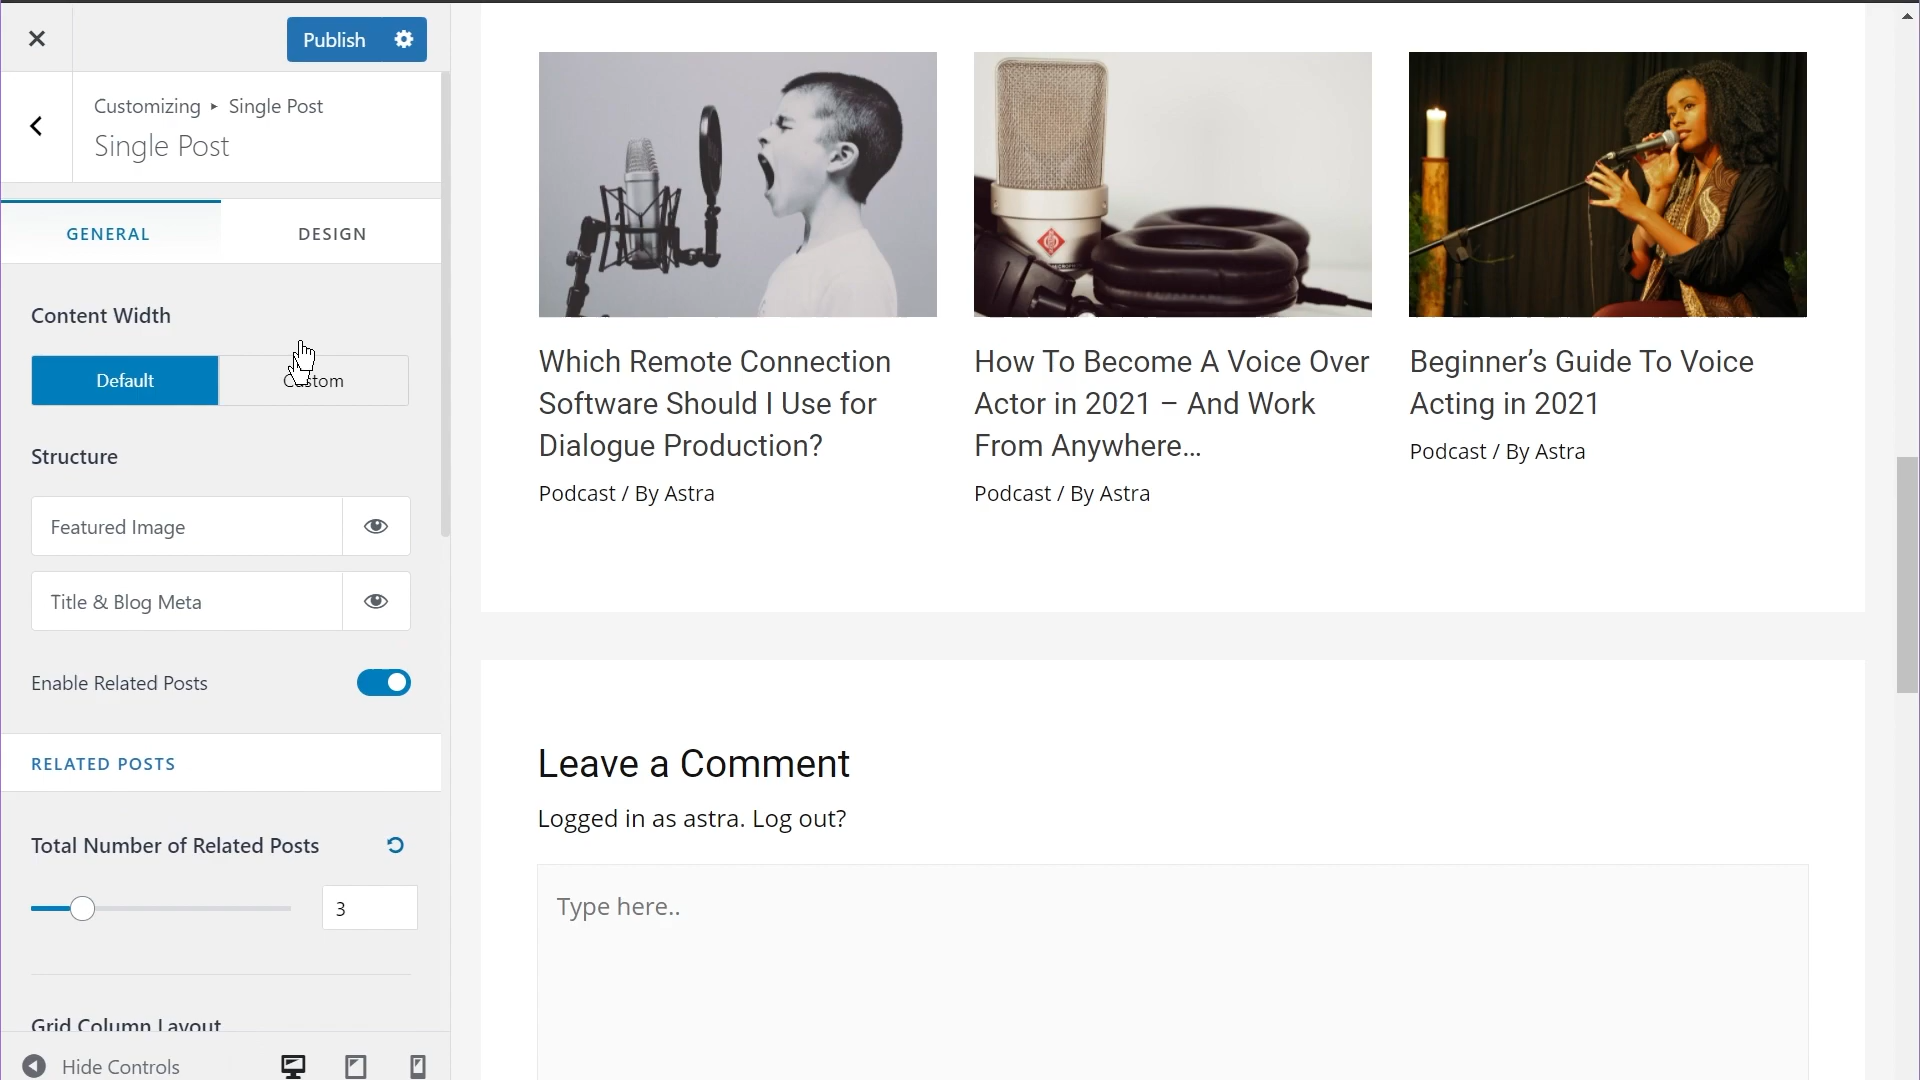 Publish
Customizing ▸ Single Post
Single Post
GENERAL
DESIGN
Content Width
Default
Custom
Structure
Featured Image
Title & Blog Meta
Enable Related Posts
RELATED POSTS
Total Number of Related Posts
3
Grid Column Layout
Hide Controls
Which Remote Connection
Software Should I Use for
Dialogue Production?
Podcast / By Astra
How To Become A Voice Over
Actor in 2021 – And Work
From Anywhere…
Podcast / By Astra
Beginner’s Guide To Voice
Acting in 2021
Podcast / By Astra
Leave a Comment
Logged in as astra. Log out?
Type here..